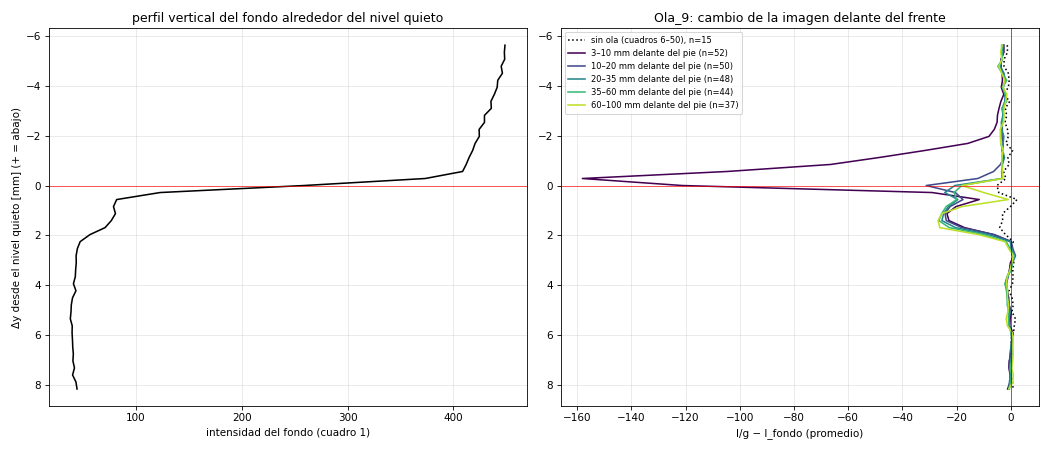 perfil vertical del fondo alrededor del nivel quieto
−6
−4
−2
0
2
4
6
8
Δy desde el nivel quieto [mm] (+ = abajo)
100
200
300
400
intensidad del fondo (cuadro 1)
Ola_9: cambio de la imagen delante del frente
sin ola (cuadros 6–50), n=15
3–10 mm delante del pie (n=52)
10–20 mm delante del pie (n=50)
20–35 mm delante del pie (n=48)
35–60 mm delante del pie (n=44)
60–100 mm delante del pie (n=37)
−6
−4
−2
0
2
4
6
8
−160
−140
−120
−100
−80
−60
−40
−20
0
I/g − I_fondo (promedio)